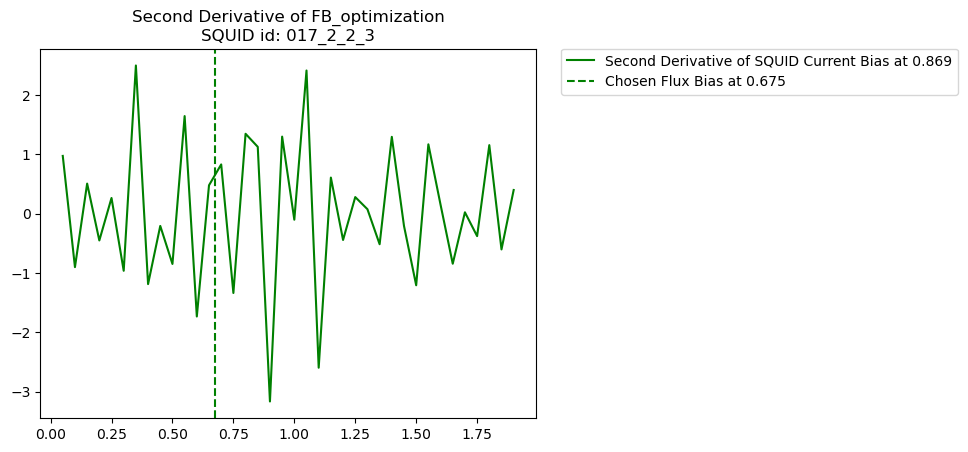 Second Derivative of FB_optimization
SQUID id: 017_2_2_3
Second Derivative of SQUID Current Bias at 0.869
Chosen Flux Bias at 0.675
2
1
0
−1
−2
−3
0.00 0.25 0.50 0.75 1.00 1.25 1.50 1.75